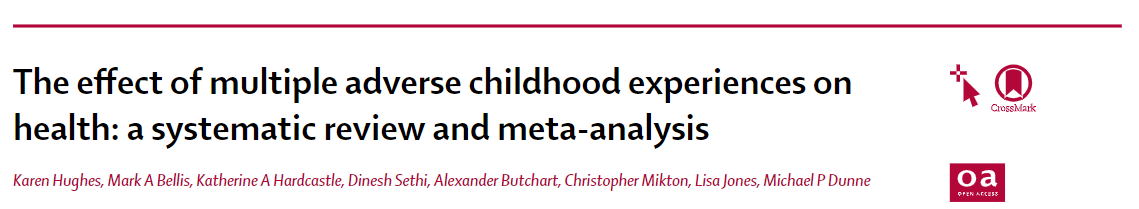 The effect of multiple adverse childhood experiences on
health: a systematic review and meta-analysis
CrossMark
Karen Hughes, Mark A Bellis, Katherine A Hardcastle, Dinesh Sethi, Alexander Butchart, Christopher Mikton, Lisa Jones, Michael P Dunne
oa
OPEN ACCESS